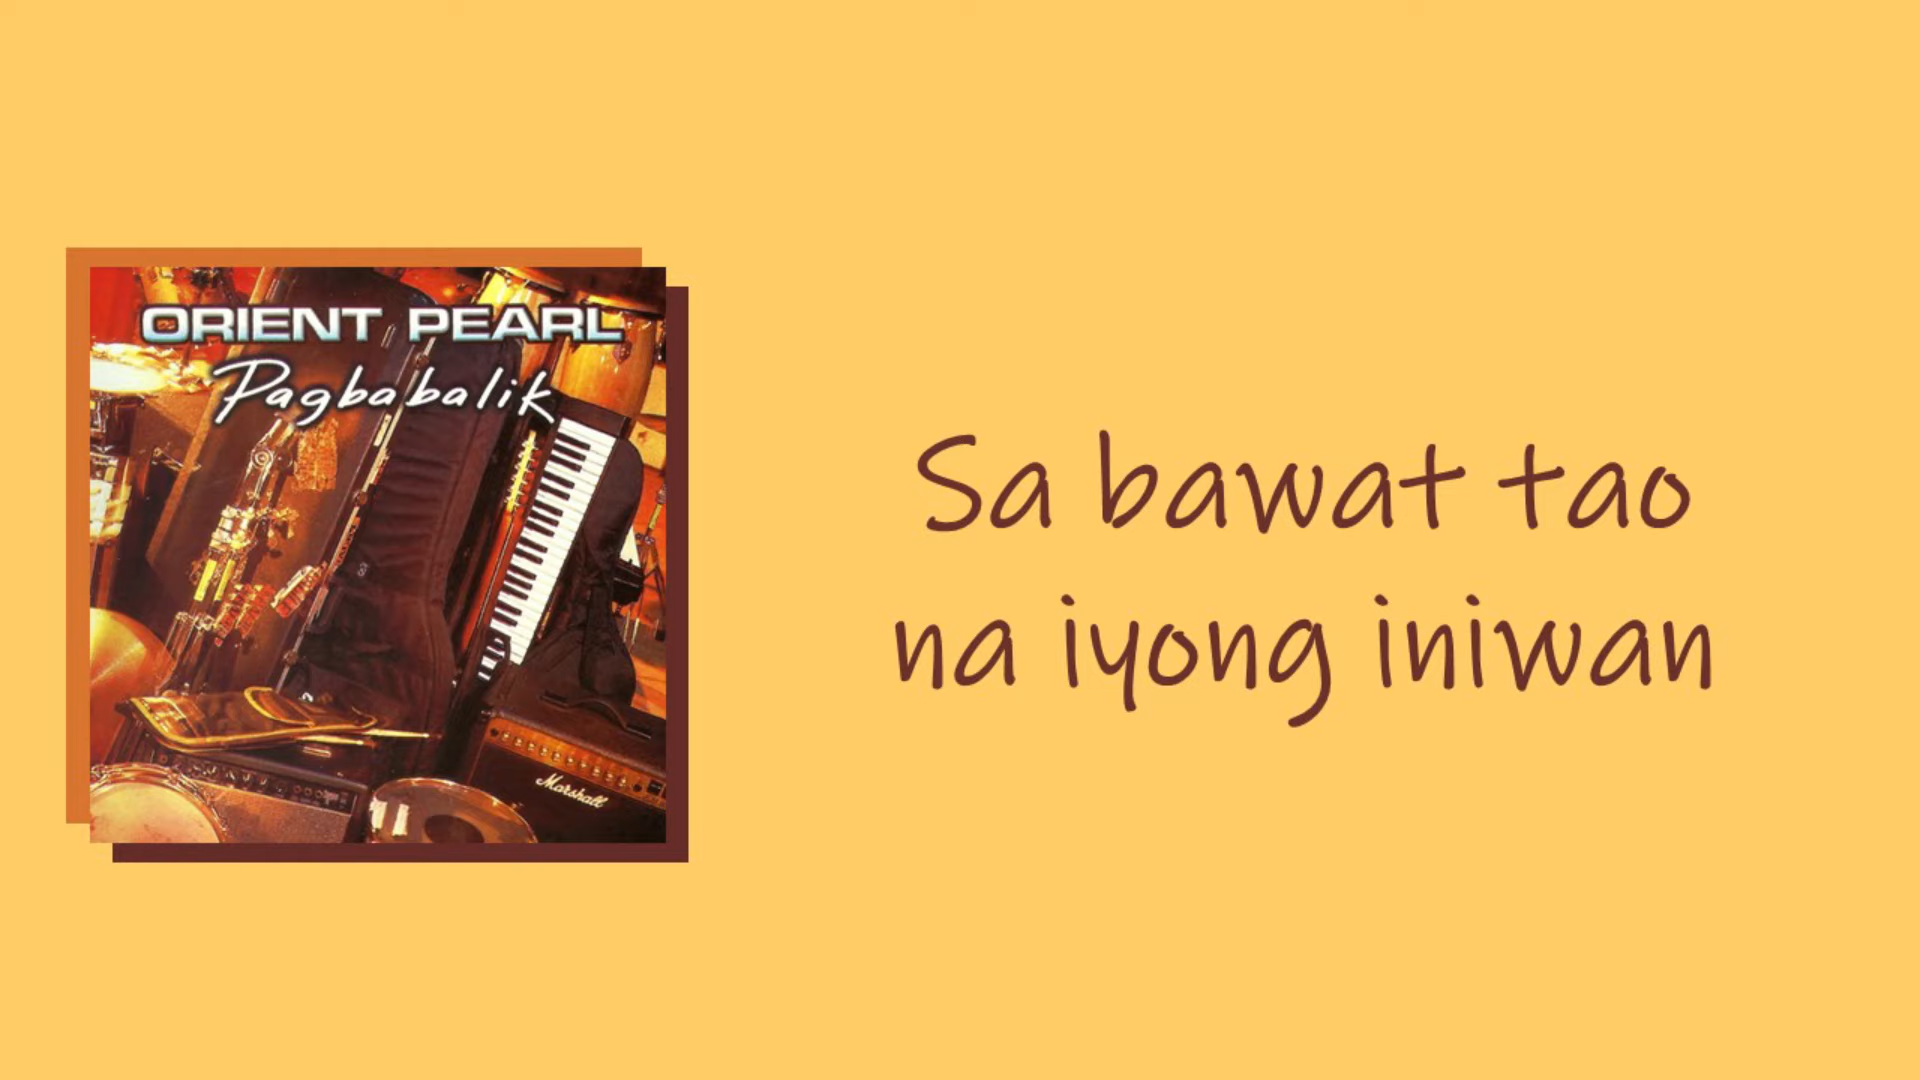 ORIENT PEARL
Pagbabalik
Marshall
Sa bawat tao
na iyong iniwan